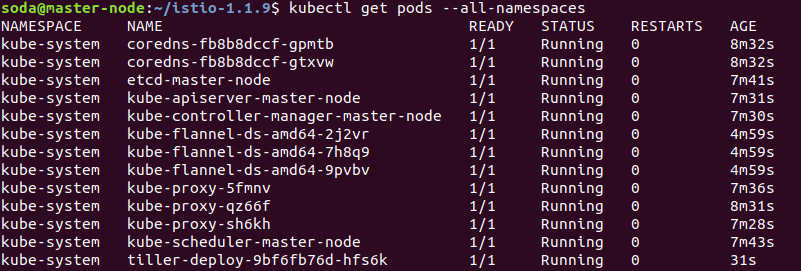 soda@master-node:~/istio-1.1.9$ kubectl get pods --all-namespaces
NAMESPACE NAME READY STATUS RESTARTS AGE
kube-system coredns-fb8b8dccf-gpmtb 1/1 Running 0 8m32s
kube-system coredns-fb8b8dccf-gtxvw 1/1 Running 0 8m32s
kube-system etcd-master-node 1/1 Running 0 7m41s
kube-system kube-apiserver-master-node 1/1 Running 0 7m31s
kube-system kube-controller-manager-master-node 1/1 Running 0 7m30s
kube-system kube-flannel-ds-amd64-2j2vr 1/1 Running 0 4m59s
kube-system kube-flannel-ds-amd64-7h8q9 1/1 Running 0 4m59s
kube-system kube-flannel-ds-amd64-9pvbv 1/1 Running 0 4m59s
kube-system kube-proxy-5fmnv 1/1 Running 0 7m36s
kube-system kube-proxy-qz66f 1/1 Running 0 8m31s
kube-system kube-proxy-sh6kh 1/1 Running 0 7m28s
kube-system kube-scheduler-master-node 1/1 Running 0 7m43s
kube-system tiller-deploy-9bf6fb76d-hfs6k 1/1 Running 0 31s